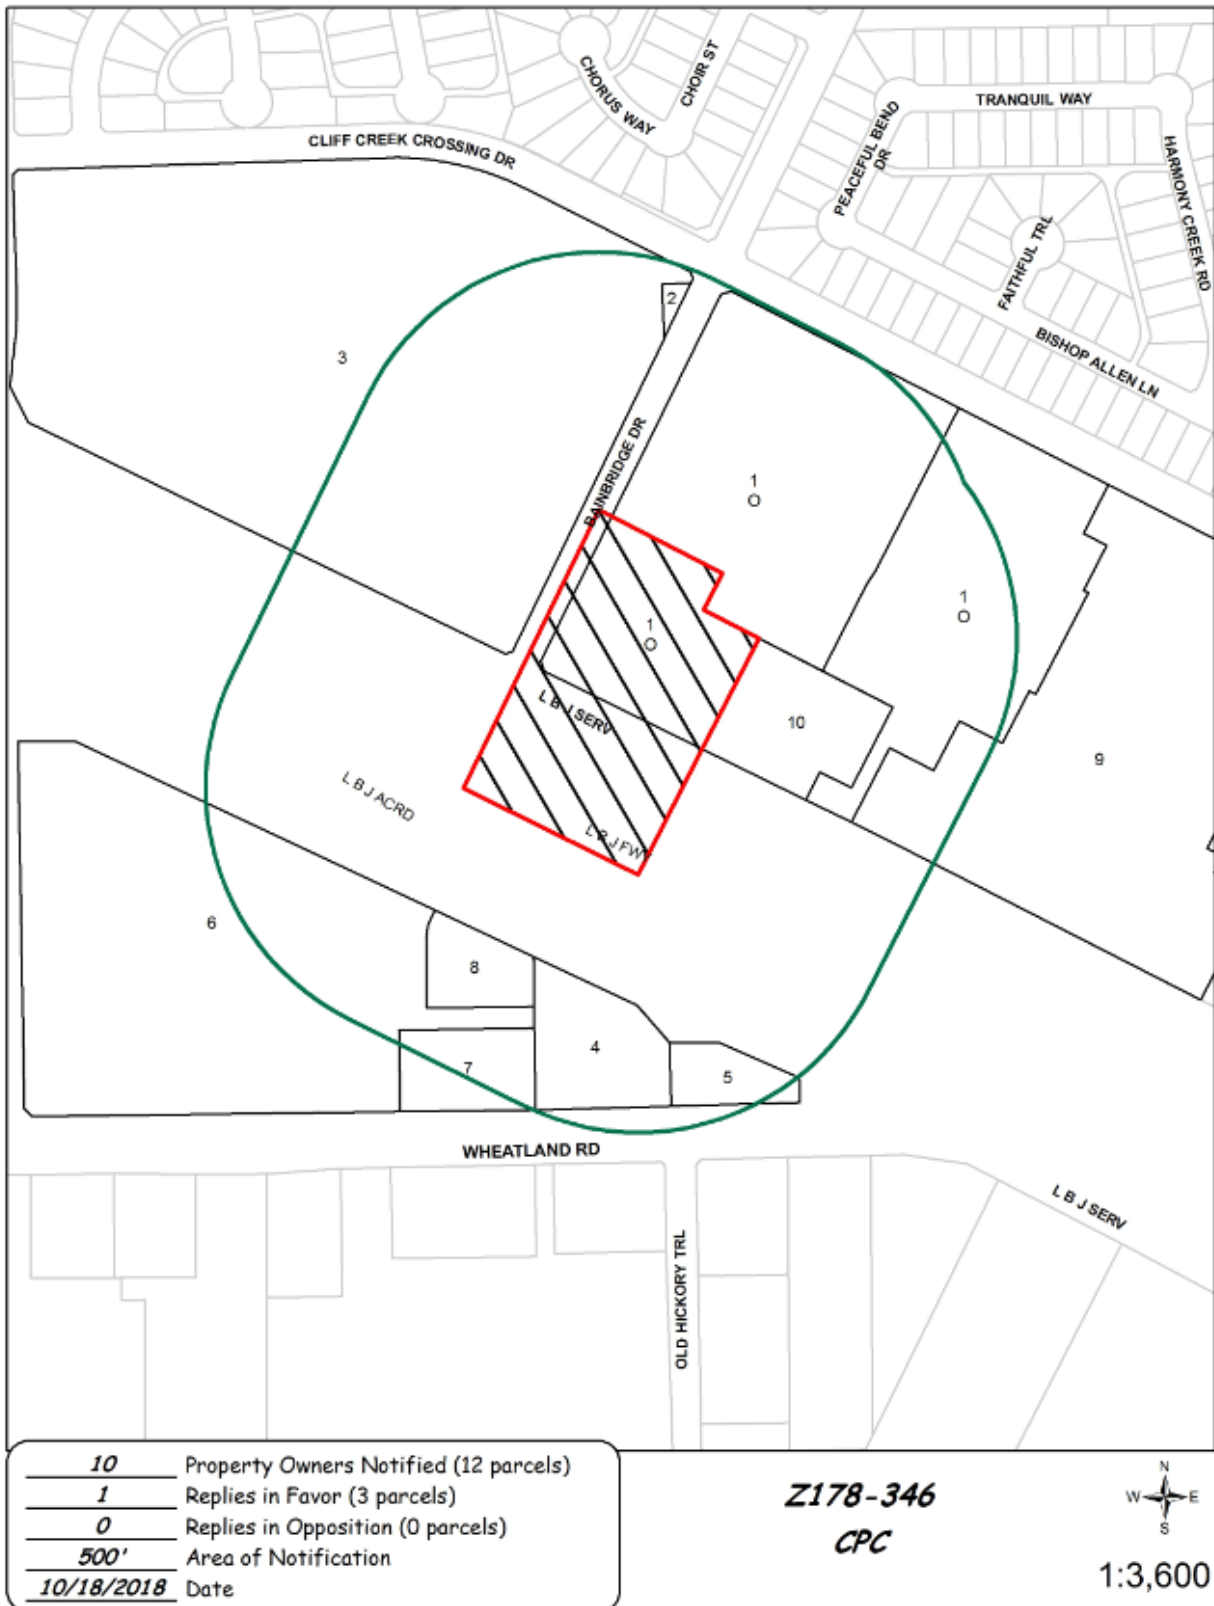 CHORUS WAY
CHOIR ST
TRANQUIL WAY
PEACEFUL BEND
DR
HARMONY CREEK RD
CLIFF CREEK CROSSING DR
FAITHFUL TRL
BISHOP ALLEN LN
2
3
BAINBRIDGE DR
1
O
1
O
1
O
L B J SERV
10
9
L B J ACRD
L B J FW
6
8
4
7
5
WHEATLAND RD
L B J SERV
OLD HICKORY TRL
10 Property Owners Notified (12 parcels)
1 Replies in Favor (3 parcels)
0 Replies in Opposition (0 parcels)
500' Area of Notification
10/18/2018 Date
Z178-346
CPC
N
W E
S
1:3,600